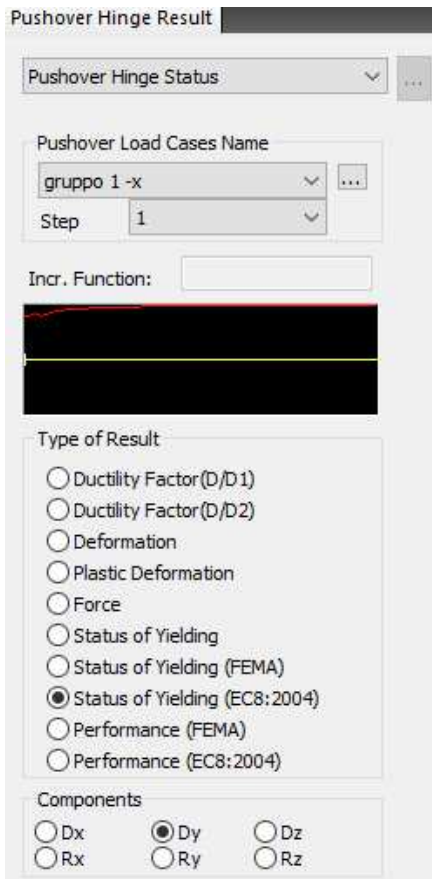 Pushover Hinge Result
Pushover Hinge Status
...
Pushover Load Cases Name
gruppo 1 -x
...
Step 1
Incr. Function:
Type of Result
Ductility Factor(D/D1)
Ductility Factor(D/D2)
Deformation
Plastic Deformation
Force
Status of Yielding
Status of Yielding (FEMA)
Status of Yielding (EC8:2004)
Performance (FEMA)
Performance (EC8:2004)
Components
Dx Dy Dz
Rx Ry Rz